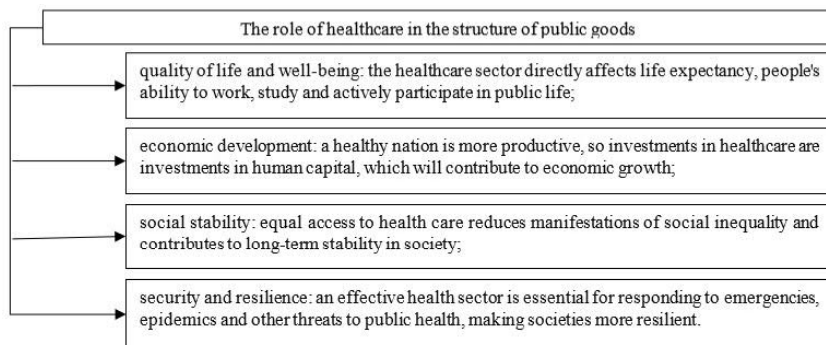 The role of healthcare in the structure of public goods
quality of life and well-being: the healthcare sector directly affects life expectancy, people's
ability to work, study and actively participate in public life;
economic development: a healthy nation is more productive, so investments in healthcare are
investments in human capital, which will contribute to economic growth;
social stability: equal access to health care reduces manifestations of social inequality and
contributes to long-term stability in society;
security and resilience: an effective health sector is essential for responding to emergencies,
epidemics and other threats to public health, making societies more resilient.